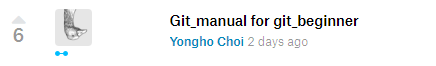 Git_manual for git_beginner
6
Yongho Choi 2 days ago